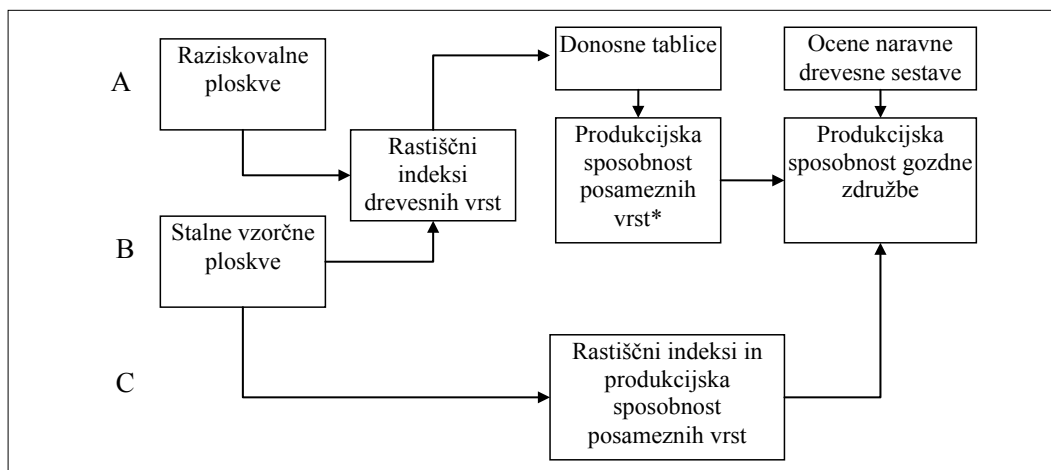 A
Raziskovalne
ploskve
Donosne tablice
Ocene naravne
drevesne sestave
Rastiščni
indeksi
drevesnih vrst
Produkcijska
sposobnost
posameznih
vrst*
Produkcijska
sposobnost gozdne
združbe
B
Stalne vzorčne
ploskve
C
Rastiščni indeksi in
produkcijska
sposobnost
posameznih vrst